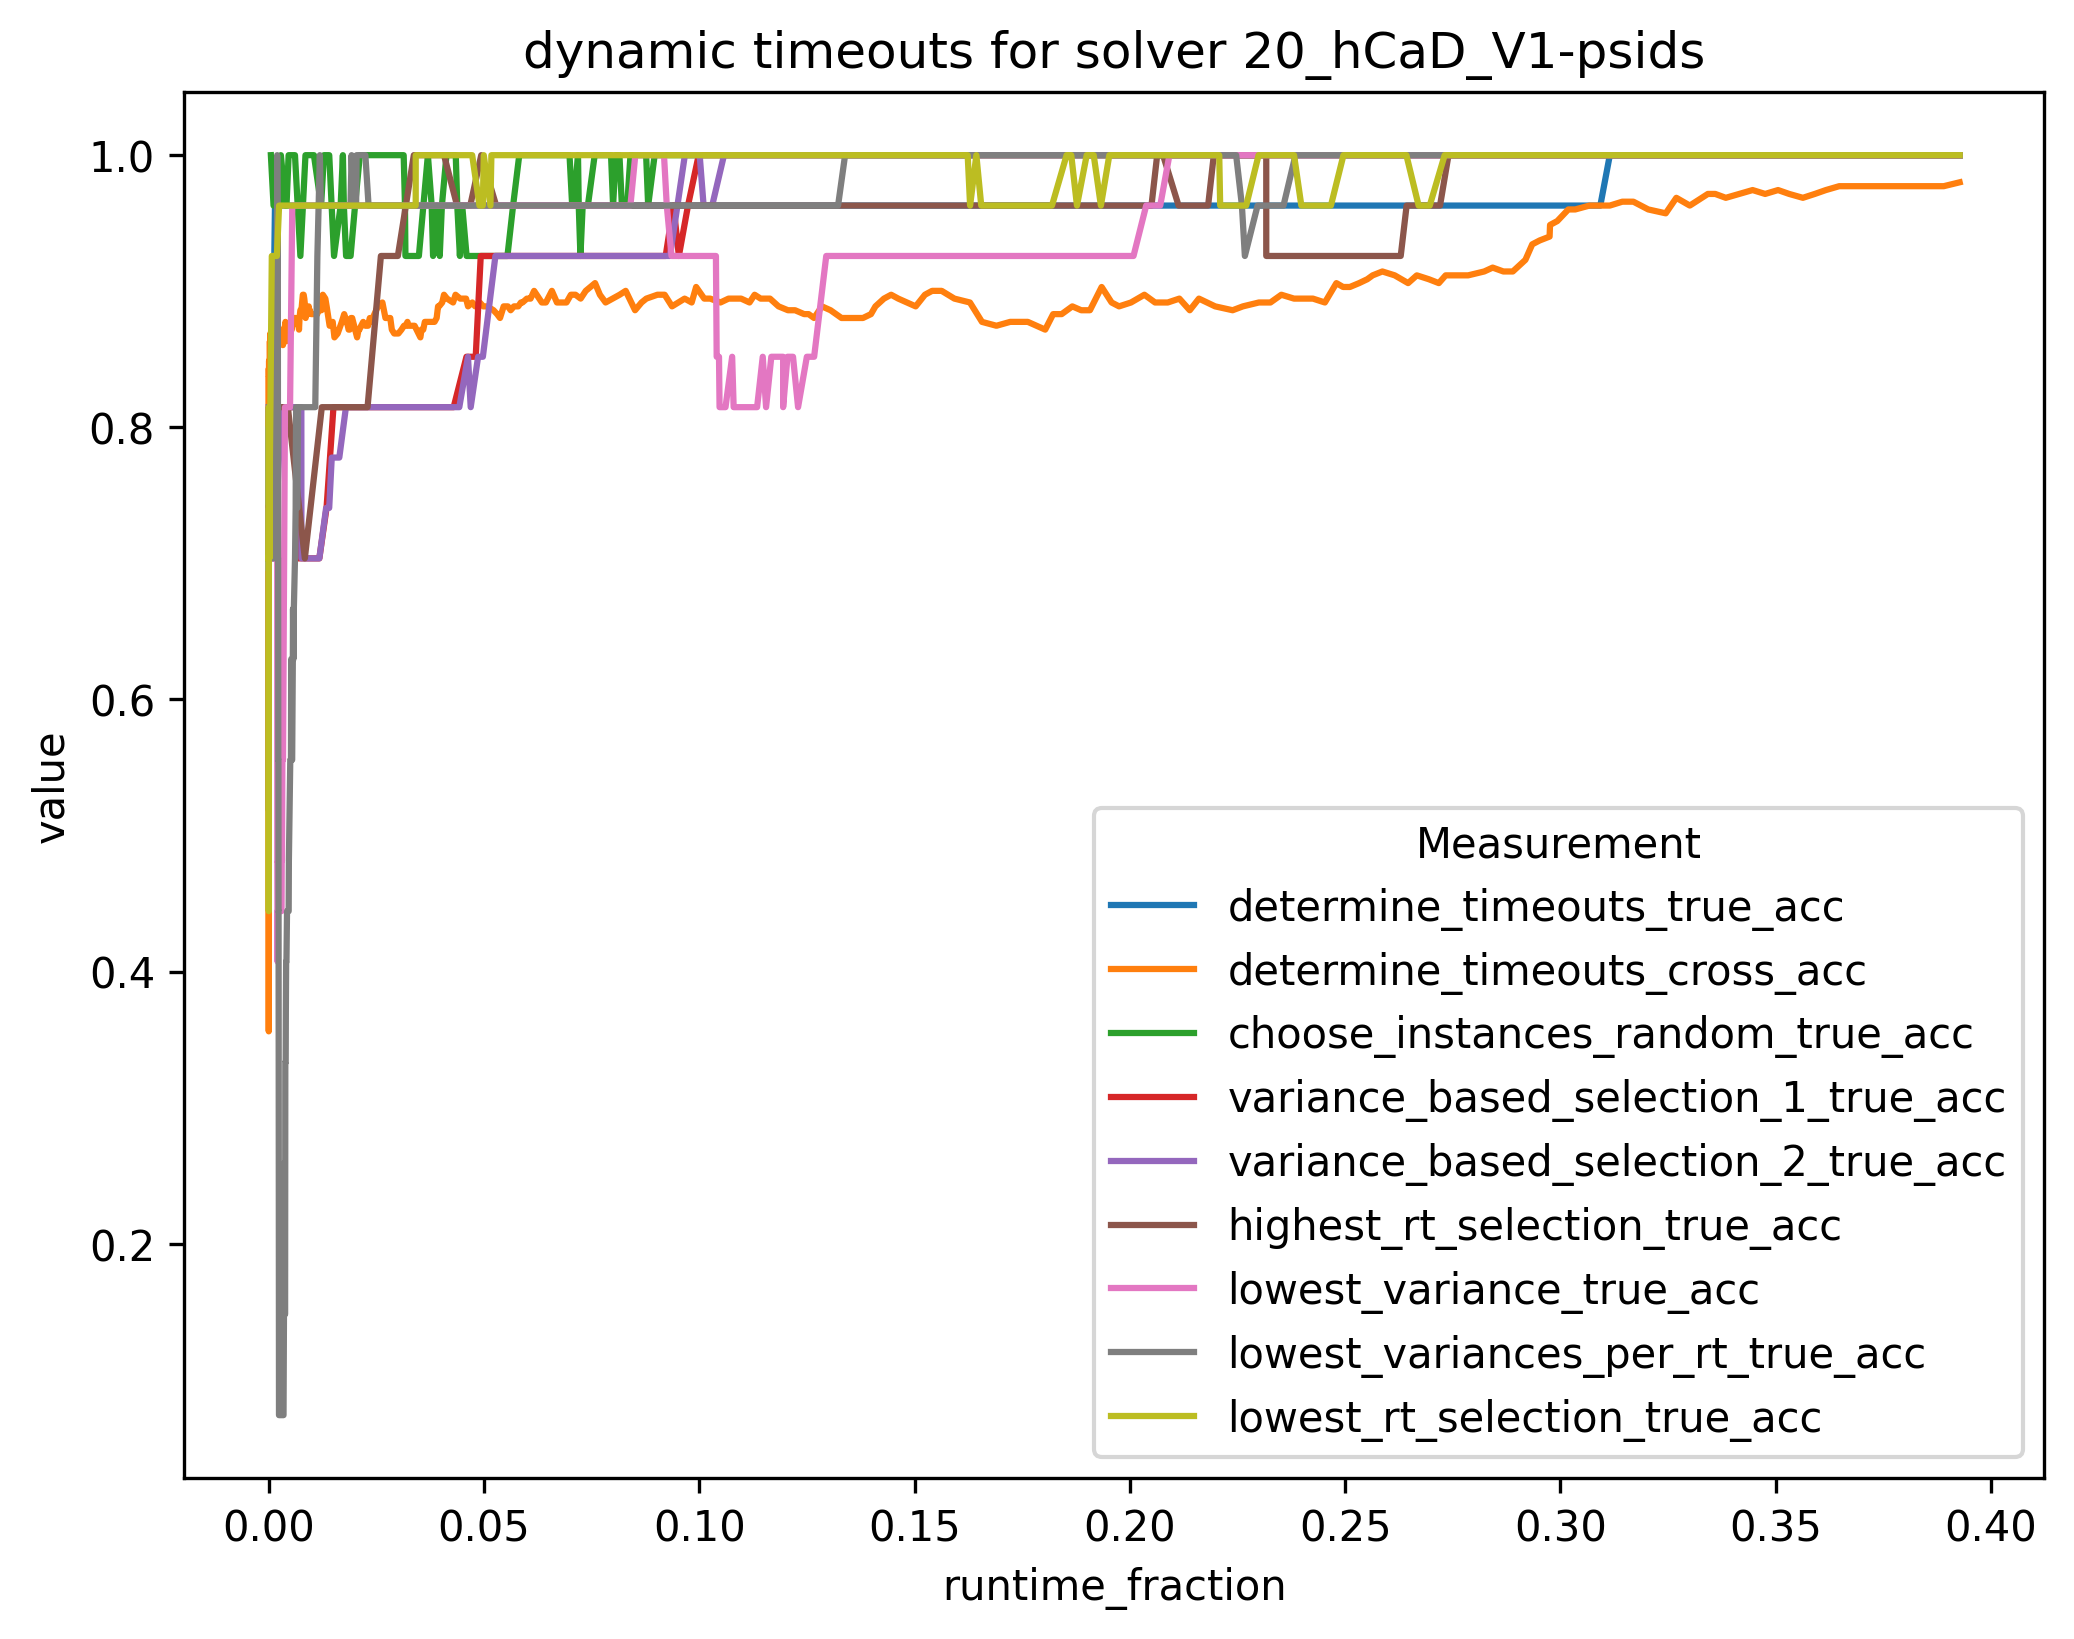 dynamic timeouts for solver 20_hCaD_V1-psids
1.0
0.8
0.6
0.4
0.2
value
Measurement
determine_timeouts_true_acc
determine_timeouts_cross_acc
choose_instances_random_true_acc
variance_based_selection_1_true_acc
variance_based_selection_2_true_acc
highest_rt_selection_true_acc
lowest_variance_true_acc
lowest_variances_per_rt_true_acc
lowest_rt_selection_true_acc
0.00 0.05 0.10 0.15 0.20 0.25 0.30 0.35 0.40
runtime_fraction